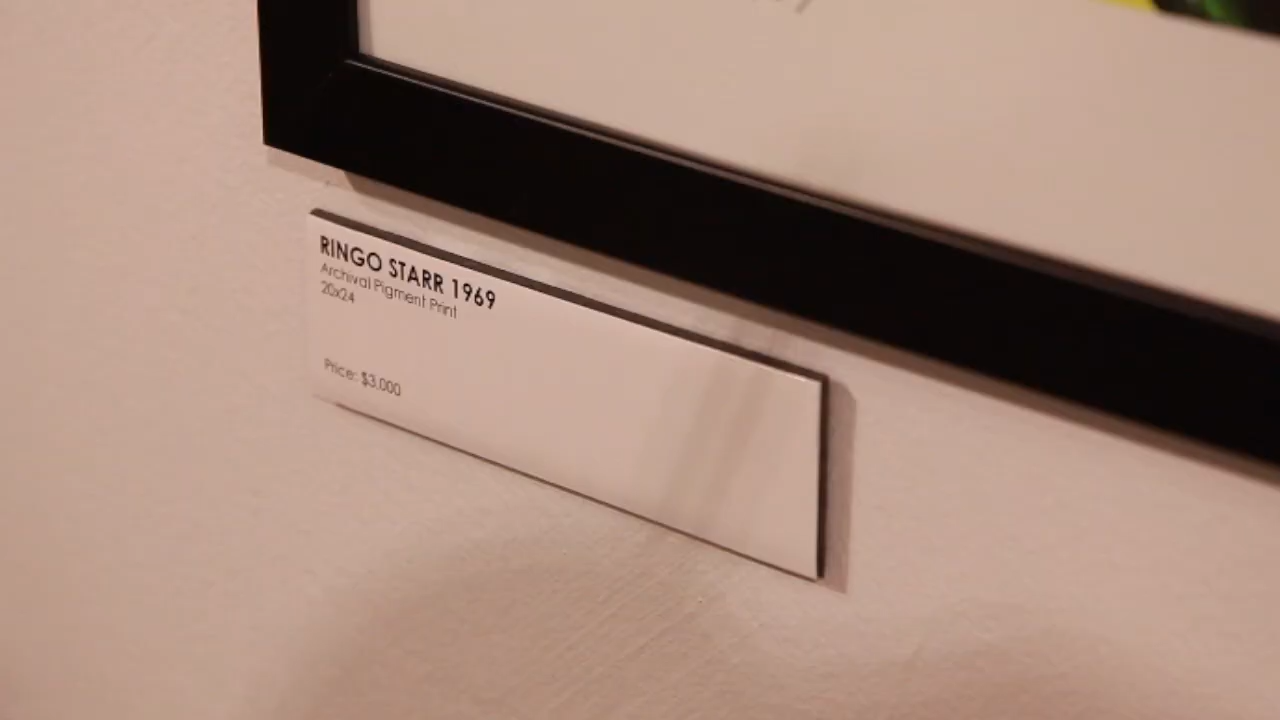 RINGO STARR 1969
Archival Pigment Print
20x24
Price: $3,000